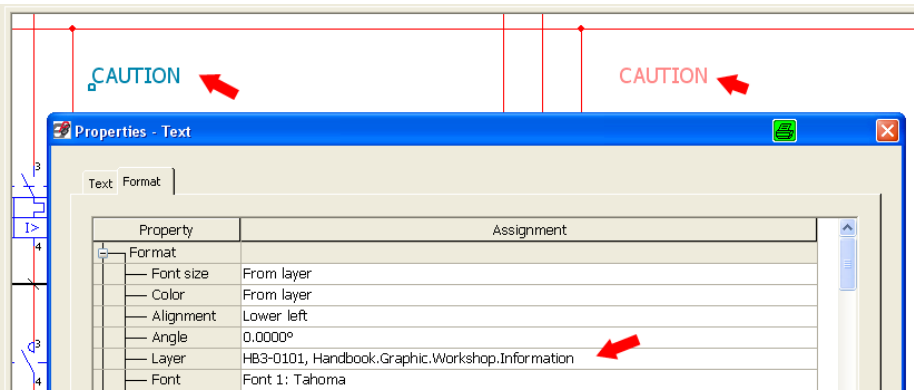 CAUTION CAUTION
Properties - Text
3
Text Format
I>
Property Assignment
4
Format
Font size From layer
Color From layer
Alignment Lower left
Angle 0.0000°
3
Layer HB3-0101, Handbook.Graphic.Workshop.Information
4
Font Font 1: Tahoma